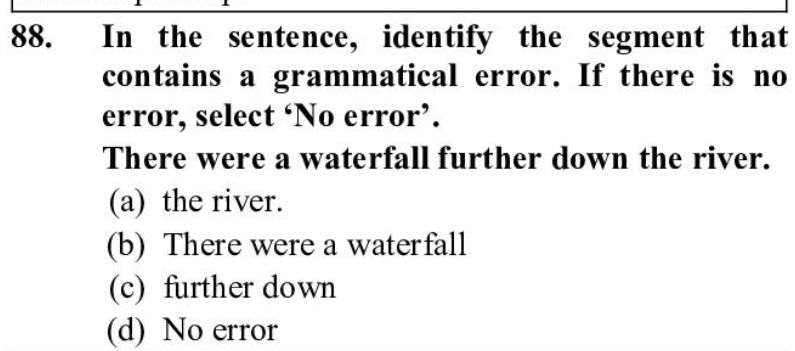 88. In the sentence, identify the segment that
contains a grammatical error. If there is no
error, select ‘No error’.
There were a waterfall further down the river.
(a) the river.
(b) There were a waterfall
(c) further down
(d) No error